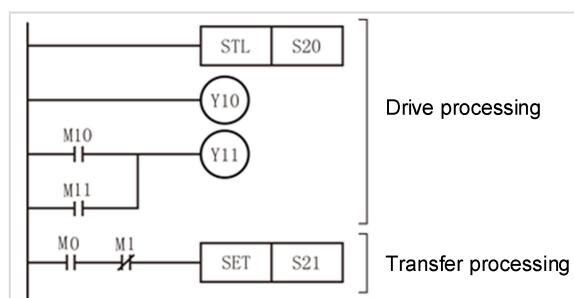 STL S20
Y10
Drive processing
M10
Y11
M11
M0 M1
SET S21
Transfer processing